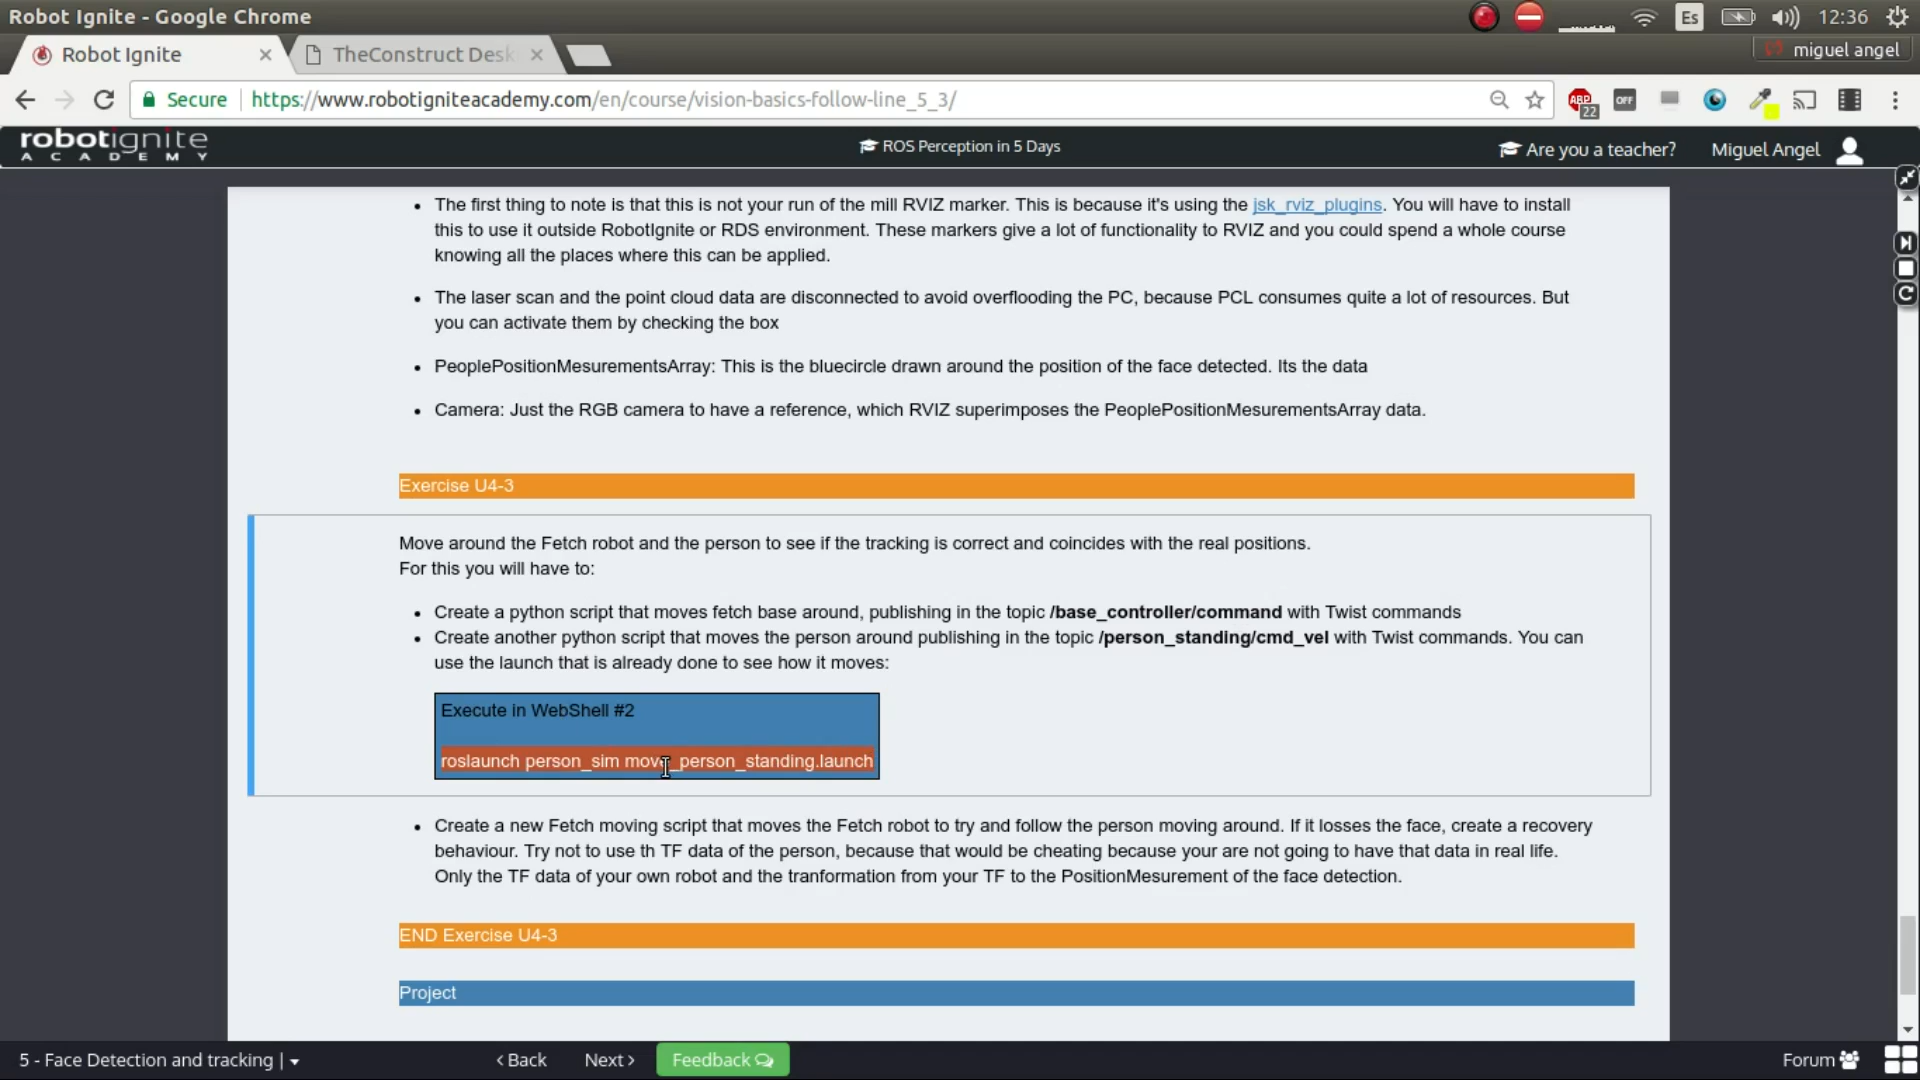 Robot Ignite - Google Chrome
Es
12:36
Robot Ignite
TheConstruct Desk
miguel angel
Secure
https://www.robotigniteacademy.com/en/course/vision-basics-follow-line_5_3/
ABP
22
OFF
robotignite
ACADEMY
ROS Perception in 5 Days
Are you a teacher?
Miguel Angel
• The first thing to note is that this is not your run of the mill RVIZ marker. This is because it's using the jsk_rviz_plugins. You will have to install
this to use it outside RobotIgnite or RDS environment. These markers give a lot of functionality to RVIZ and you could spend a whole course
knowing all the places where this can be applied.
• The laser scan and the point cloud data are disconnected to avoid overflooding the PC, because PCL consumes quite a lot of resources. But
you can activate them by checking the box
• PeoplePositionMesurementsArray: This is the bluecircle drawn around the position of the face detected. Its the data
• Camera: Just the RGB camera to have a reference, which RVIZ superimposes the PeoplePositionMesurementsArray data.
Exercise U4-3
Move around the Fetch robot and the person to see if the tracking is correct and coincides with the real positions.
For this you will have to:
• Create a python script that moves fetch base around, publishing in the topic /base_controller/command with Twist commands
• Create another python script that moves the person around publishing in the topic /person_standing/cmd_vel with Twist commands. You can
use the launch that is already done to see how it moves:
Execute in WebShell #2
roslaunch person_sim move_person_standing.launch
• Create a new Fetch moving script that moves the Fetch robot to try and follow the person moving around. If it losses the face, create a recovery
behaviour. Try not to use th TF data of the person, because that would be cheating because your are not going to have that data in real life.
Only the TF data of your own robot and the tranformation from your TF to the PositionMesurement of the face detection.
END Exercise U4-3
Project
5 - Face Detection and tracking |
< Back
Next >
Feedback
Forum